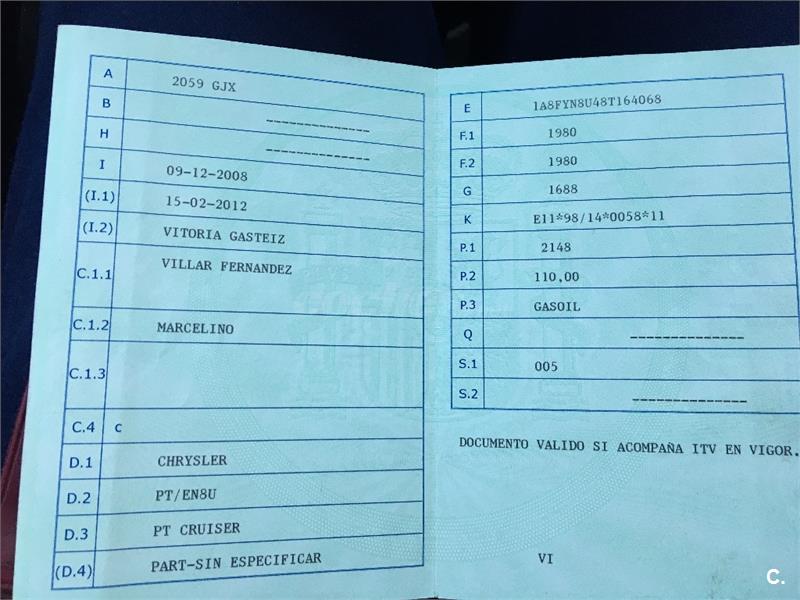 A 2059 GJX
B --------------
H --------------
I 09-12-2008
(I.1) 15-02-2012
(I.2) VITORIA GASTEIZ
C.1.1 VILLAR FERNANDEZ
C.1.2 MARCELINO
C.1.3
C.4 c
D.1 CHRYSLER
D.2 PT/EN8U
D.3 PT CRUISER
(D.4) PART-SIN ESPECIFICAR
E 1A8FYN8U48T164068
F.1 1980
F.2 1980
G 1688
K E11*98/14*0058*11
P.1 2148
P.2 110,00
P.3 GASOIL
Q --------------
S.1 005
S.2 --------------
DOCUMENTO VALIDO SI ACOMPAÑA ITV EN VIGOR.
VI
C.